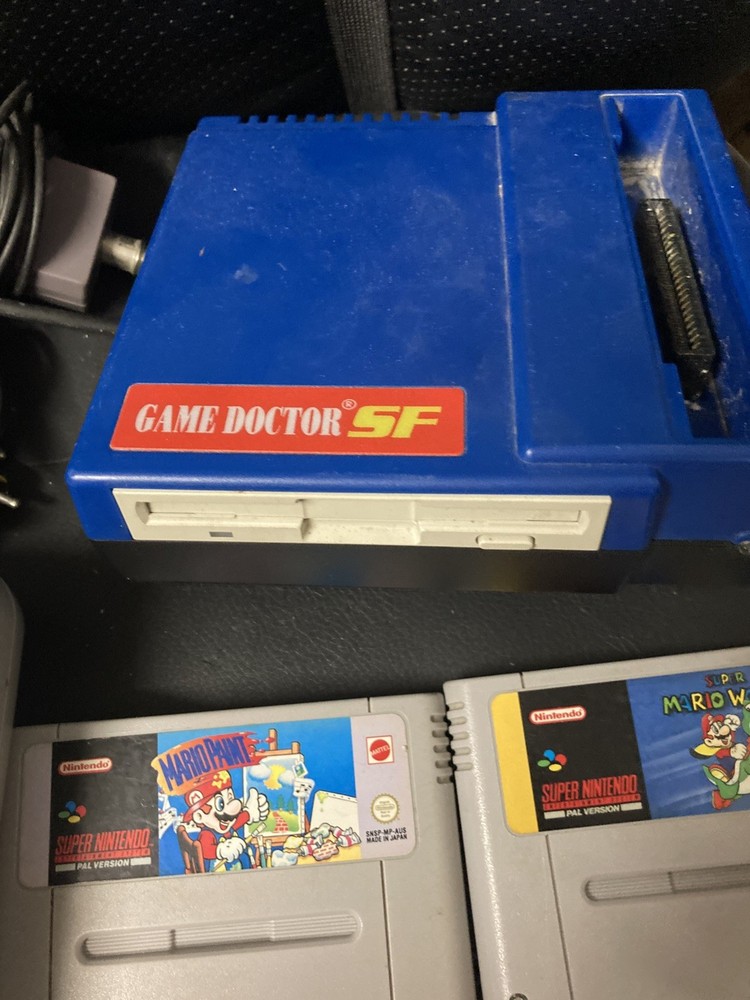 GAME DOCTOR® SF
Nintendo®
MARIO PAINT
MATTEL
SUPER NINTENDO™
ENTERTAINMENT SYSTEM
PAL VERSION
SNSP-MP-AUS
MADE IN JAPAN
Nintendo®
SUPER
MARIO W
SUPER NINTENDO
ENTERTAINMENT SYSTEM
PAL VERSION